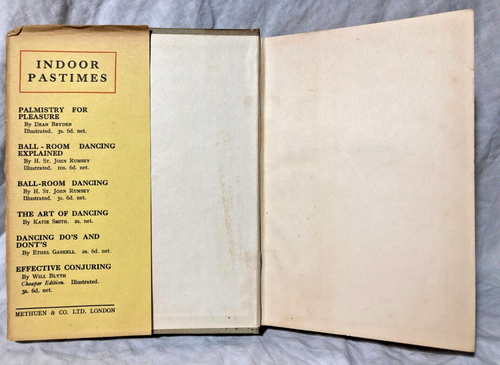 INDOOR
PASTIMES
PALMISTRY FOR
PLEASURE
By Dean Bryden
Illustrated. 3s. 6d. net.
BALL-ROOM DANCING
EXPLAINED
By H. St. John Rumsey
Illustrated. 10s. 6d. net.
BALL-ROOM DANCING
By H. St. John Rumsey
Illustrated. 3s. 6d. net.
THE ART OF DANCING
By Katie Smith. 2s. net.
DANCING DO'S AND
DONT'S
By Ethel Gaskell. 2s. 6d. net.
EFFECTIVE CONJURING
By Will Blyth
Cheaper Edition. Illustrated.
3s. 6d. net.
METHUEN & CO. LTD. LONDON